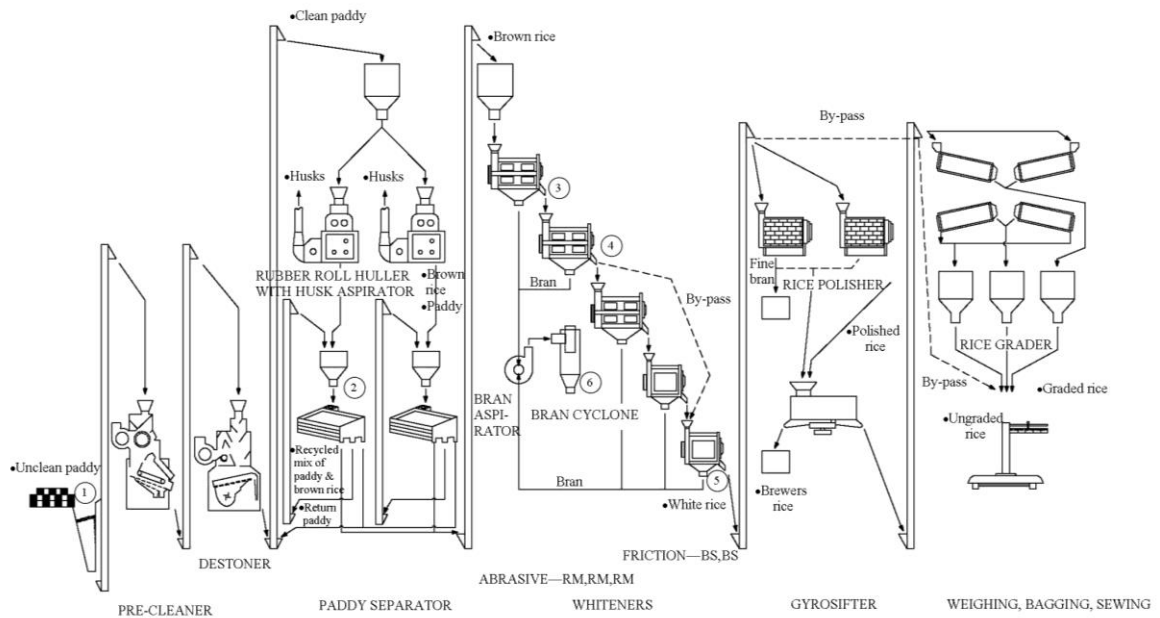 •Clean paddy
•Brown rice
By-pass
•Husks
•Husks
3
4
RUBBER ROLL HULLER
WITH HUSK ASPIRATOR
•Brown
rice
•Paddy
Bran
By-pass
Fine
bran
RICE POLISHER
•Polished
rice
RICE GRADER
2
6
BRAN
ASPI-
RATOR
BRAN CYCLONE
By-pass
•Graded rice
•Ungraded
rice
•Unclean paddy
1
•Recycled
mix of
paddy &
brown rice
•Return
paddy
Bran
5
•White rice
•Brewers
rice
DESTONER
FRICTION—BS,BS
ABRASIVE—RM,RM,RM
PRE-CLEANER
PADDY SEPARATOR
WHITENERS
GYROSIFTER
WEIGHING, BAGGING, SEWING